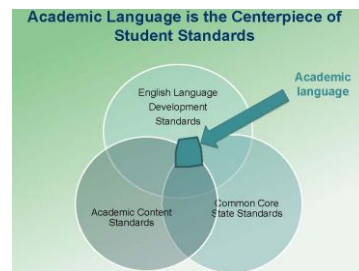 Academic Language is the Centerpiece of
Student Standards
Academic
language
English Language
Development
Standards
Academic Content
Standards
Common Core
State Standards